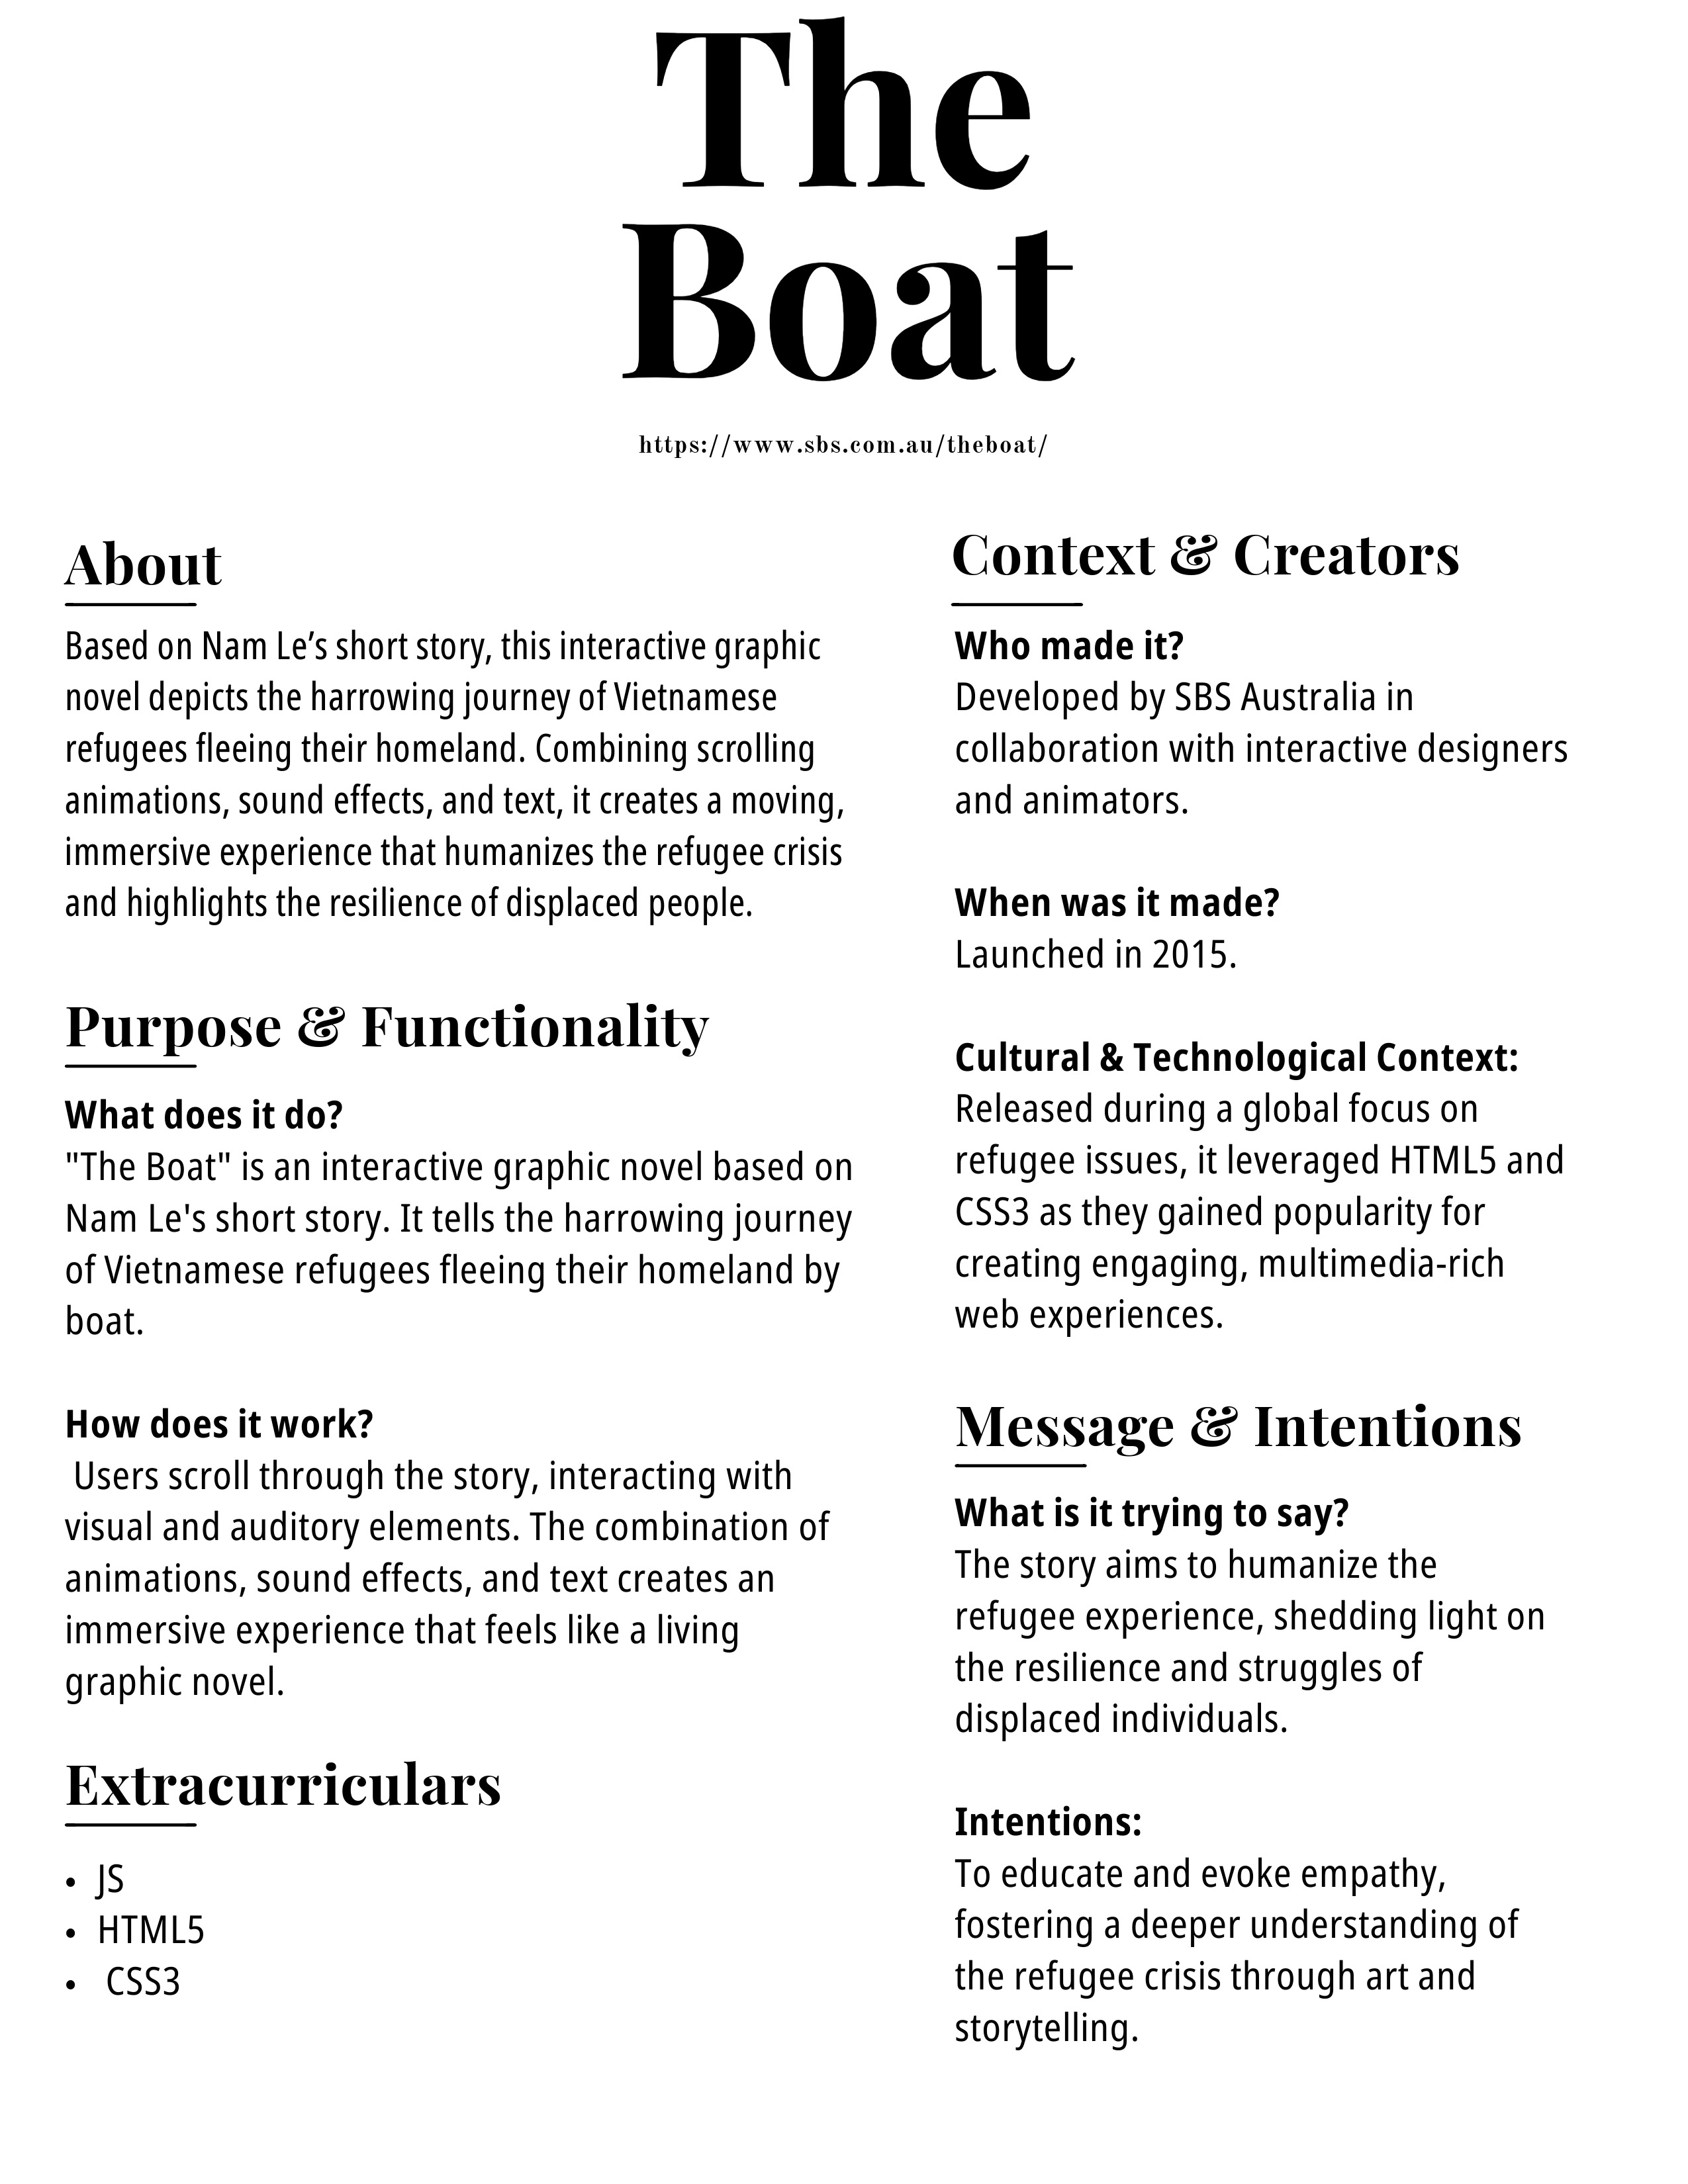 The
Boat
https://www.sbs.com.au/theboat/
About
Based on Nam Le’s short story, this interactive graphic
novel depicts the harrowing journey of Vietnamese
refugees fleeing their homeland. Combining scrolling
animations, sound effects, and text, it creates a moving,
immersive experience that humanizes the refugee crisis
and highlights the resilience of displaced people.
Purpose & Functionality
What does it do?
"The Boat" is an interactive graphic novel based on
Nam Le's short story. It tells the harrowing journey
of Vietnamese refugees fleeing their homeland by
boat.
How does it work?
Users scroll through the story, interacting with
visual and auditory elements. The combination of
animations, sound effects, and text creates an
immersive experience that feels like a living
graphic novel.
Extracurriculars
• JS
• HTML5
• CSS3
Context & Creators
Who made it?
Developed by SBS Australia in
collaboration with interactive designers
and animators.
When was it made?
Launched in 2015.
Cultural & Technological Context:
Released during a global focus on
refugee issues, it leveraged HTML5 and
CSS3 as they gained popularity for
creating engaging, multimedia-rich
web experiences.
Message & Intentions
What is it trying to say?
The story aims to humanize the
refugee experience, shedding light on
the resilience and struggles of
displaced individuals.
Intentions:
To educate and evoke empathy,
fostering a deeper understanding of
the refugee crisis through art and
storytelling.